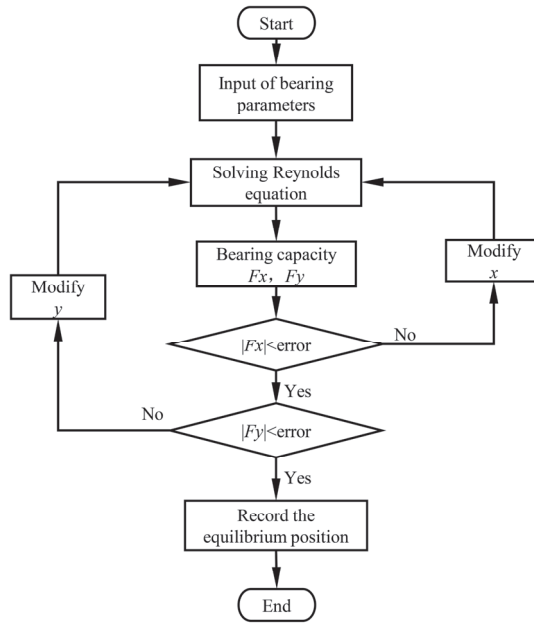 Start
Input of bearing
parameters
Solving Reynolds
equation
Bearing capacity
Fx，Fy
Modify
x
Modify
y
|Fx|<error
No
Yes
No
|Fy|<error
Yes
Record the
equilibrium position
End